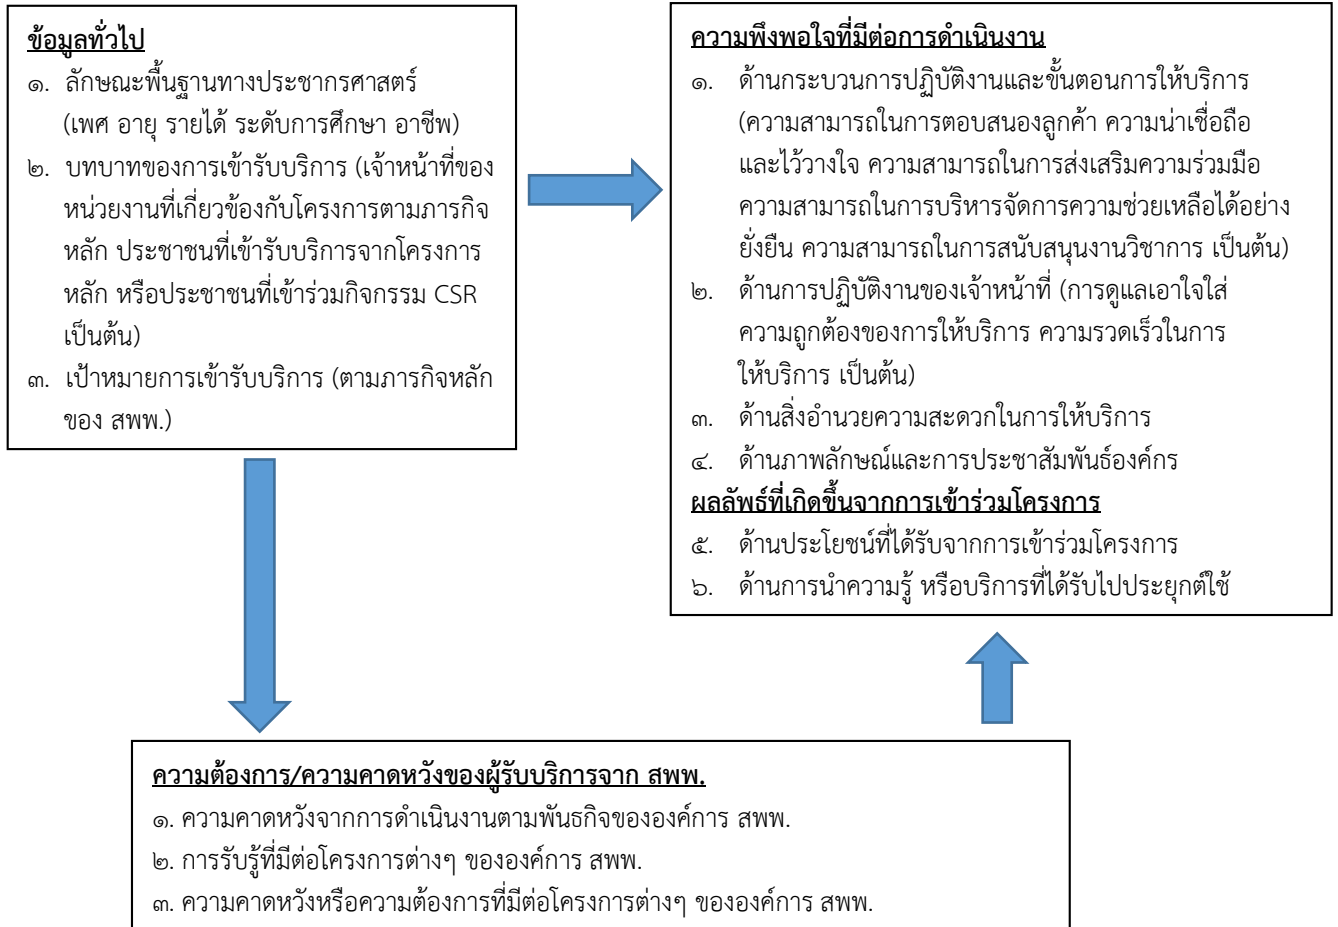 ข้อมูลทั่วไป
๑. ลักษณะพื้นฐานทางประชากรศาสตร์
(เพศ อายุ รายได้ ระดับการศึกษา อาชีพ)
๒. บทบาทของการเข้ารับบริการ (เจ้าหน้าที่ของ
หน่วยงานที่เกี่ยวข้องกับโครงการตามภารกิจ
หลัก ประชาชนที่เข้ารับบริการจากโครงการ
หลัก หรือประชาชนที่เข้าร่วมกิจกรรม CSR
เป็นต้น)
๓. เป้าหมายการเข้ารับบริการ (ตามภารกิจหลัก
ของ สพพ.)
ความพึงพอใจที่มีต่อการดำเนินงาน
๑. ด้านกระบวนการปฏิบัติงานและขั้นตอนการให้บริการ
(ความสามารถในการตอบสนองลูกค้า ความน่าเชื่อถือ
และไว้วางใจ ความสามารถในการส่งเสริมความร่วมมือ
ความสามารถในการบริหารจัดการความช่วยเหลือได้อย่าง
ยั่งยืน ความสามารถในการสนับสนุนงานวิชาการ เป็นต้น)
๒. ด้านการปฏิบัติงานของเจ้าหน้าที่ (การดูแลเอาใจใส่
ความถูกต้องของการให้บริการ ความรวดเร็วในการ
ให้บริการ เป็นต้น)
๓. ด้านสิ่งอำนวยความสะดวกในการให้บริการ
๔. ด้านภาพลักษณ์และการประชาสัมพันธ์องค์กร
ผลลัพธ์ที่เกิดขึ้นจากการเข้าร่วมโครงการ
๕. ด้านประโยชน์ที่ได้รับจากการเข้าร่วมโครงการ
๖. ด้านการนำความรู้ หรือบริการที่ได้รับไปประยุกต์ใช้
ความต้องการ/ความคาดหวังของผู้รับบริการจาก สพพ.
๑. ความคาดหวังจากการดำเนินงานตามพันธกิจขององค์การ สพพ.
๒. การรับรู้ที่มีต่อโครงการต่างๆ ขององค์การ สพพ.
๓. ความคาดหวังหรือความต้องการที่มีต่อโครงการต่างๆ ขององค์การ สพพ.